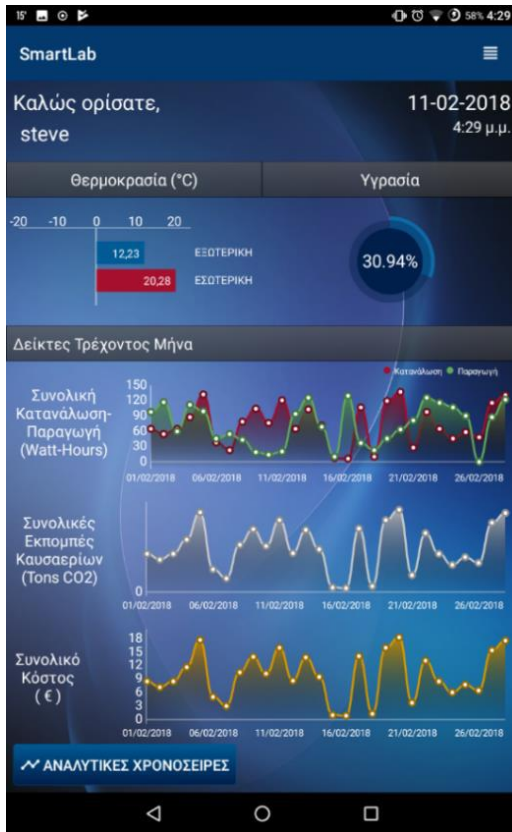 15'
58% 4:29
SmartLab
Καλώς ορίσατε,
11-02-2018
steve
4:29 μ.μ.
Θερμοκρασία (°C)
Υγρασία
-20 -10 0 10 20
12,23 ΕΞΩΤΕΡΙΚΗ
20,28 ΕΣΩΤΕΡΙΚΗ
30.94%
Δείκτες Τρέχοντος Μήνα
Κατανάλωση Παραγωγή
Συνολική
Κατανάλωση-
Παραγωγή
(Watt-Hours)
150
120
90
60
30
0
01/02/2018 06/02/2018 11/02/2018 16/02/2018 21/02/2018 26/02/2018
Συνολικές
Εκπομπές
Καυσαερίων
(Tons CO2)
0
01/02/2018 06/02/2018 11/02/2018 16/02/2018 21/02/2018 26/02/2018
Συνολικό
Κόστος
(€)
18
15
12
9
6
3
0
01/02/2018 06/02/2018 11/02/2018 16/02/2018 21/02/2018 26/02/2018
ΑΝΑΛΥΤΙΚΕΣ ΧΡΟΝΟΣΕΙΡΕΣ